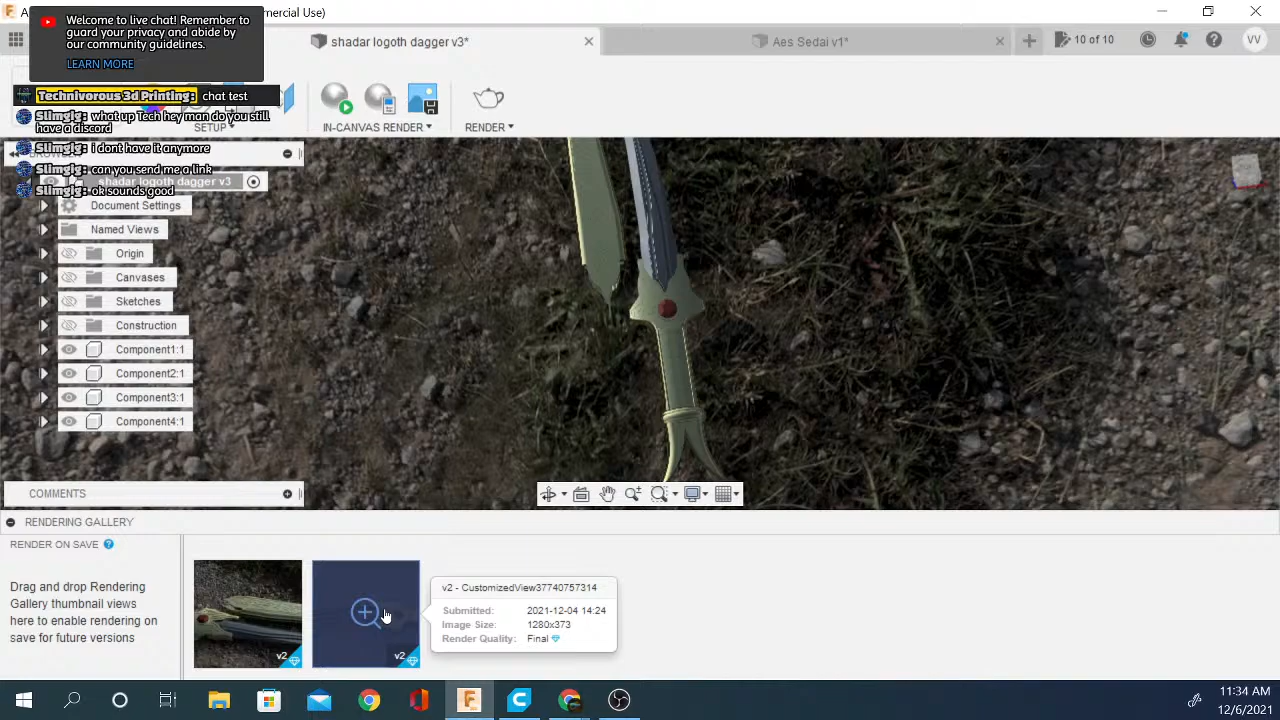 mmercial Use)
Welcome to live chat! Remember to
guard your privacy and abide by
our community guidelines.
LEARN MORE
shadar logoth dagger v3*
Aes Sedai v1*
10 of 10
VV
Technivorous 3d Printing: chat test
Slimgig: what up Tech hey man do you still
have a discord
Slimgig: i dont have it anymore
Slimgig: can you send me a link
Slimgig: ok sounds good
SETUP
IN-CANVAS RENDER
RENDER
shadar logoth dagger v3
Document Settings
Named Views
Origin
Canvases
Sketches
Construction
Component1:1
Component2:1
Component3:1
Component4:1
COMMENTS
RENDERING GALLERY
RENDER ON SAVE
Drag and drop Rendering
Gallery thumbnail views
here to enable rendering on
save for future versions
v2
v2
v2 - CustomizedView37740757314
Submitted: 2021-12-04 14:24
Image Size: 1280x373
Render Quality: Final
11:34 AM
12/6/2021